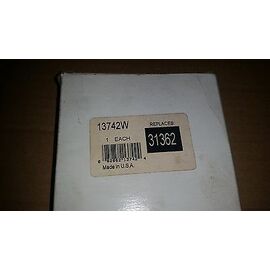 13742W
REPLACES
1 EACH
31362
Made in U.S.A.